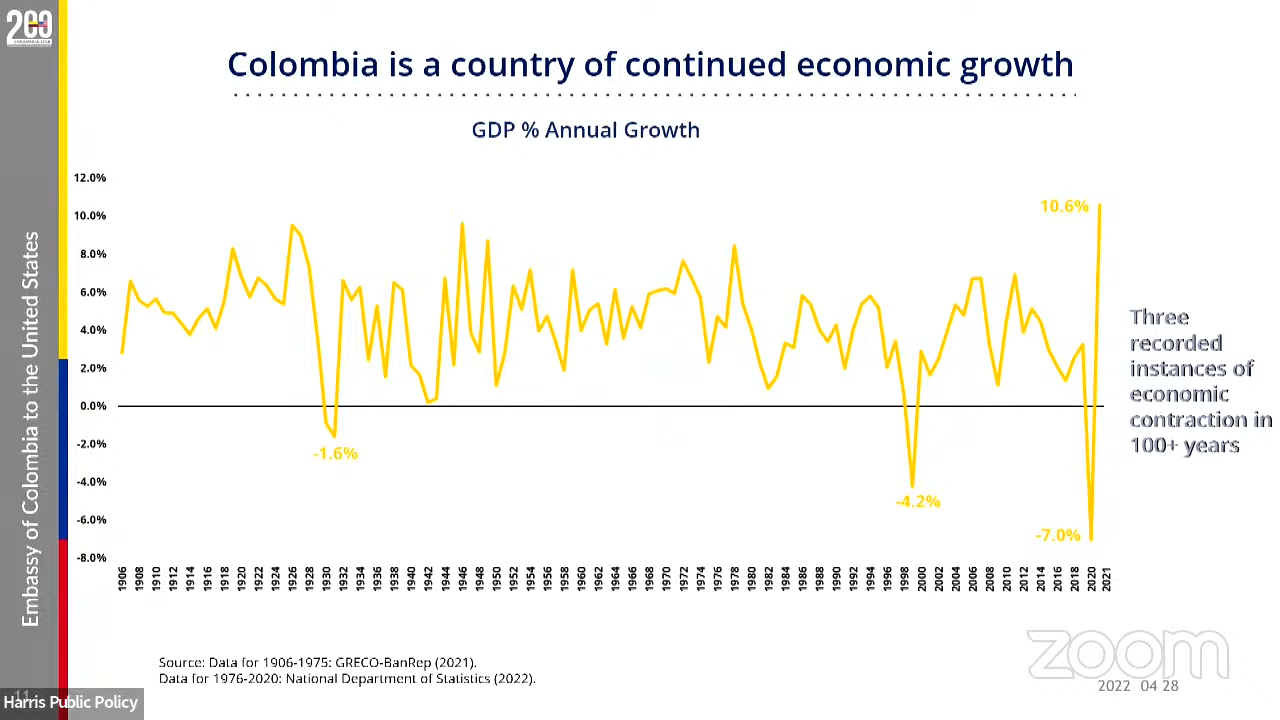 200
Colombia is a country of continued economic growth
GDP % Annual Growth
12.0%
10.0%
8.0%
6.0%
4.0%
2.0%
0.0%
-2.0%
-4.0%
-6.0%
-8.0%
10.6%
-1.6%
-4.2%
-7.0%
1906 1908 1910 1912 1914 1916 1918 1920 1922 1924 1926 1928 1930 1932 1934 1936 1938 1940 1942 1944 1946 1948 1950 1952 1954 1956 1958 1960 1962 1964 1966 1968 1970 1972 1974 1976 1978 1980 1982 1984 1986 1988 1990 1992 1994 1996 1998 2000 2002 2004 2006 2008 2010 2012 2014 2016 2018 2020 2021
Three
recorded
instances of
economic
contraction in
100+ years
Embassy of Colombia to the United States
Source: Data for 1906-1975: GRECO-BanRep (2021).
Data for 1976-2020: National Department of Statistics (2022).
zoom
2022 04 28
11
Harris Public Policy